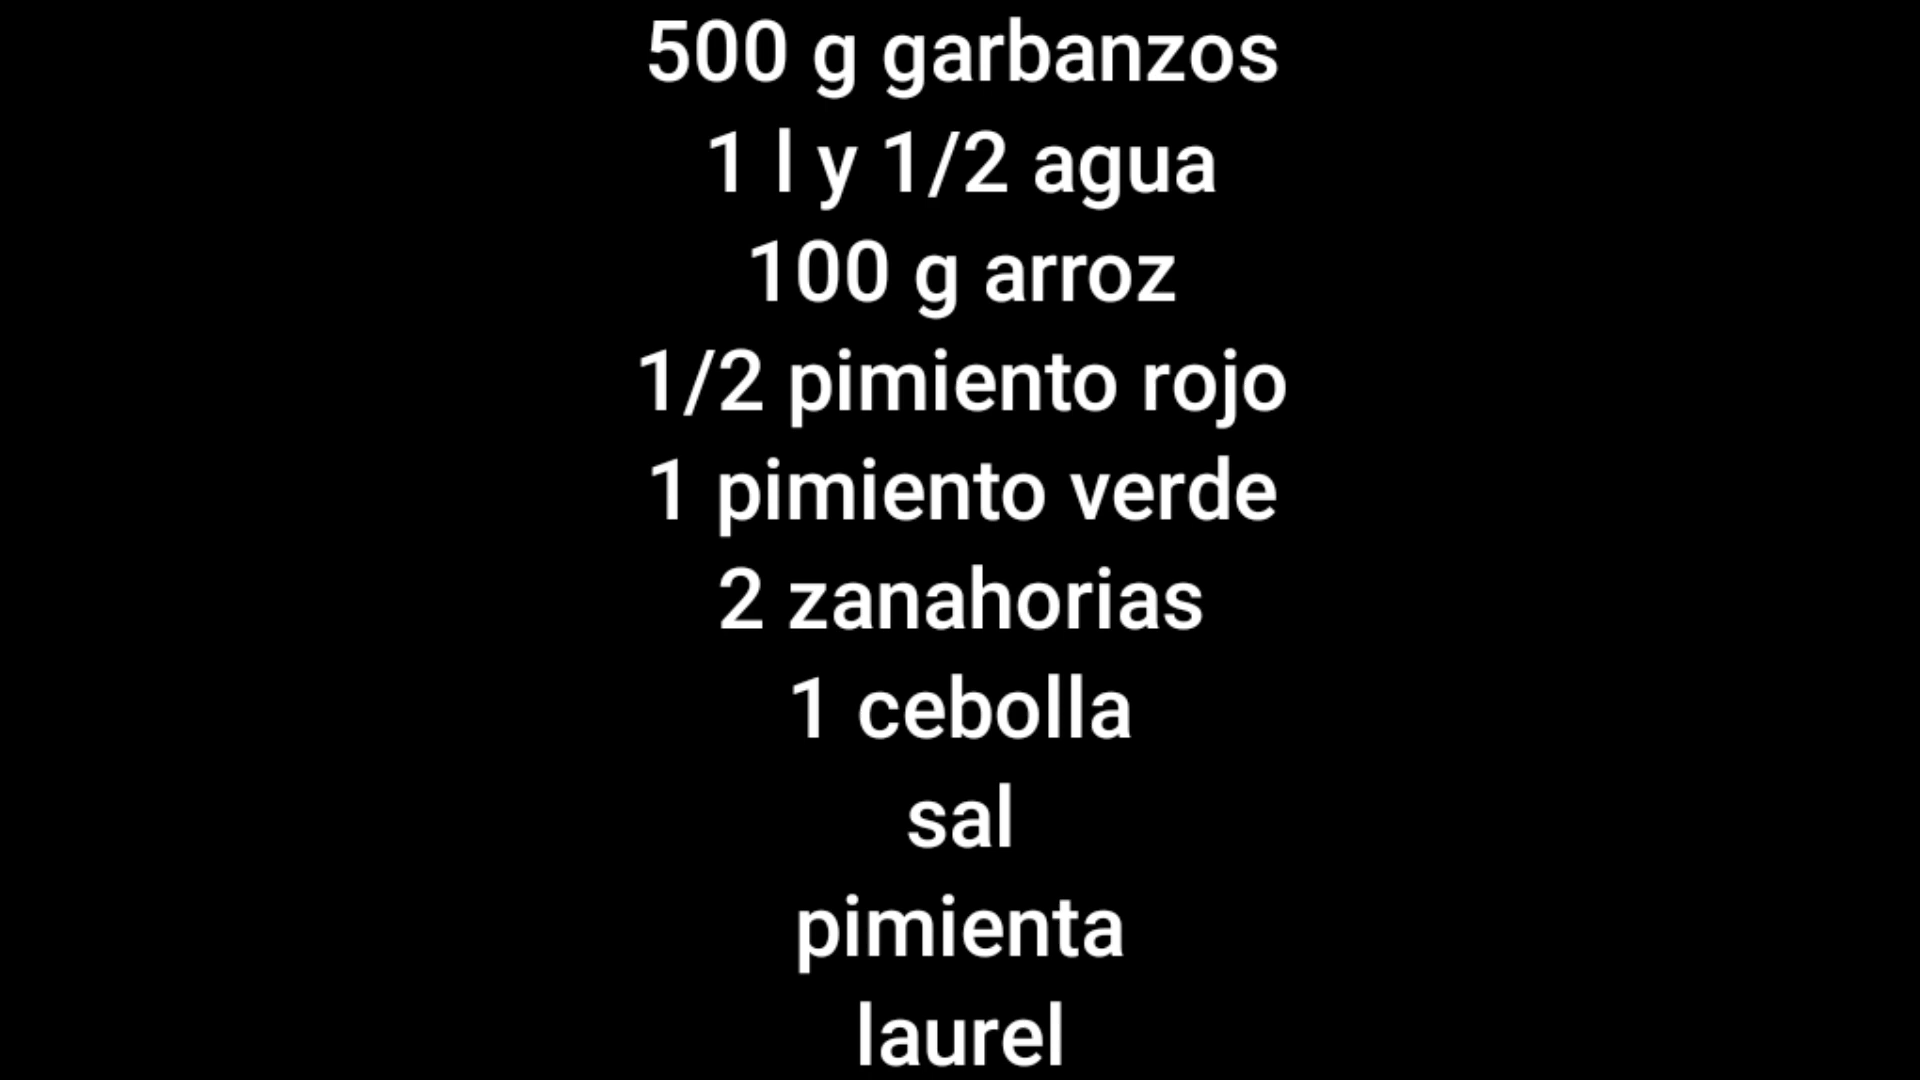 500 g garbanzos
1 l y 1/2 agua
100 g arroz
1/2 pimiento rojo
1 pimiento verde
2 zanahorias
1 cebolla
sal
pimienta
laurel